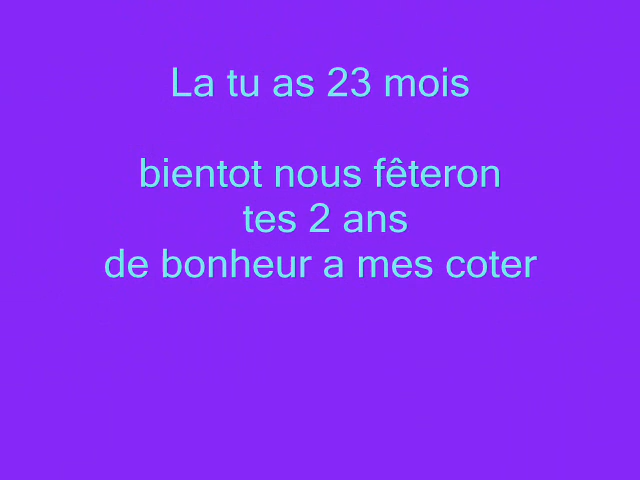 La tu as 23 mois
bientot nous fêteron
tes 2 ans
de bonheur a mes coter